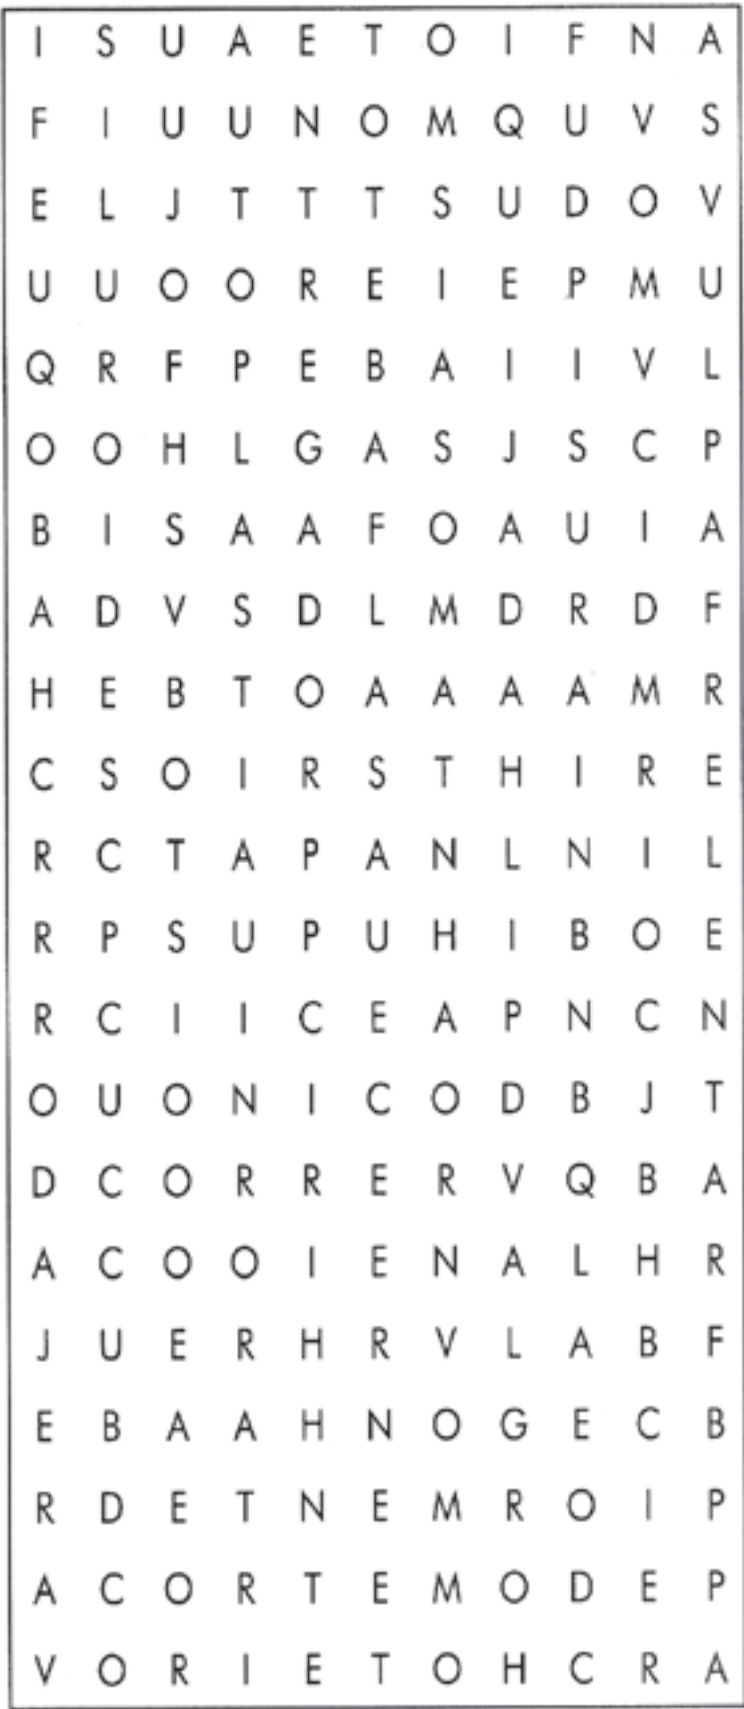 I S U A E T O I F N A
F I U U N O M Q U V S
E L J T T T S U D O V
U U O O R E I E P M U
Q R F P E B A I I V L
O O H L G A S J S C P
B I S A A F O A U I A
A D V S D L M D R D F
H E B T O A A A A M R
C S O I R S T H I R E
R C T A P A N L N I L
R P S U P U H I B O E
R C I I C E A P N C N
O U O N I C O D B J T
D C O R R E R V Q B A
A C O O I E N A L H R
J U E R H R V L A B F
E B A A H N O G E C B
R D E T N E M R O I P
A C O R T E M O D E P
V O R I E T O H C R A